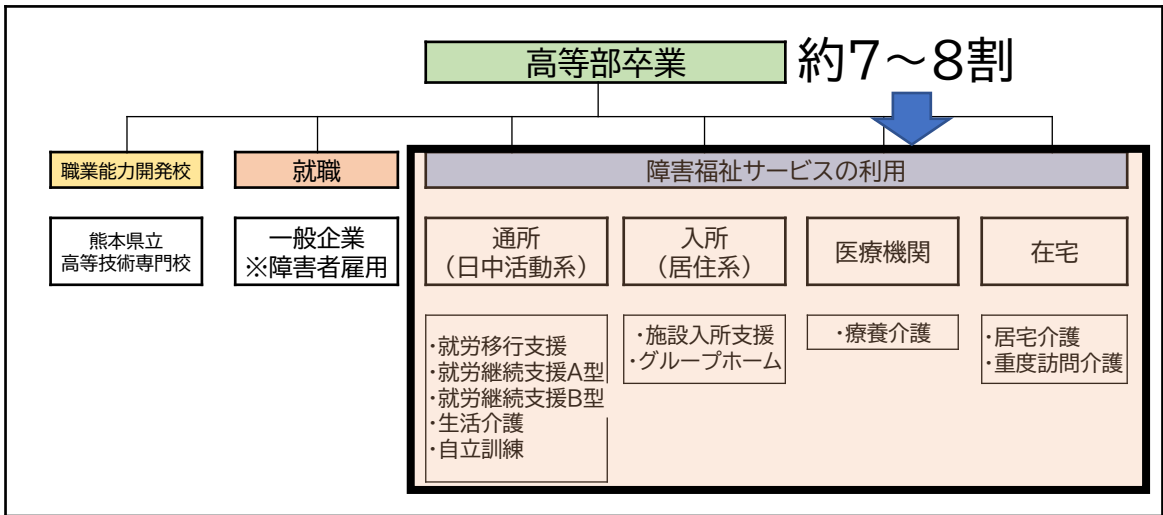 高等部卒業
約7～8割
職業能力開発校
就職
障害福祉サービスの利用
熊本県立
高等技術専門校
一般企業
※障害者雇用
通所
（日中活動系）
入所
（居住系）
医療機関
在宅
・就労移行支援
・就労継続支援A型
・就労継続支援B型
・生活介護
・自立訓練
・施設入所支援
・グループホーム
・療養介護
・居宅介護
・重度訪問介護